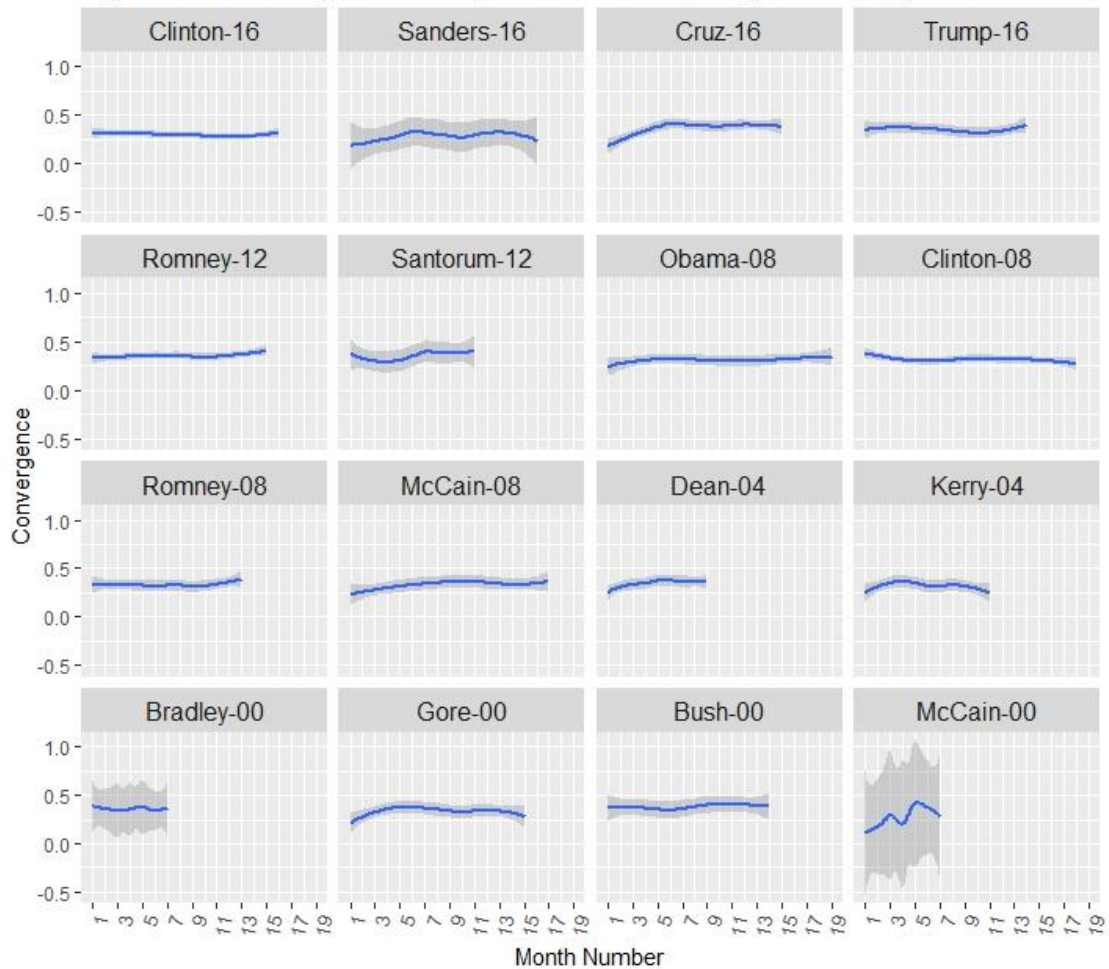 Clinton-16 Sanders-16 Cruz-16 Trump-16
1.0
0.5
0.0
-0.5
Romney-12 Santorum-12 Obama-08 Clinton-08
1.0
0.5
0.0
-0.5
Romney-08 McCain-08 Dean-04 Kerry-04
1.0
0.5
0.0
-0.5
Bradley-00 Gore-00 Bush-00 McCain-00
1.0
0.5
0.0
-0.5
Convergence
1 3 5 7 9 11 13 15 17 19 1 3 5 7 9 11 13 15 17 19 1 3 5 7 9 11 13 15 17 19 1 3 5 7 9 11 13 15 17 19
Month Number